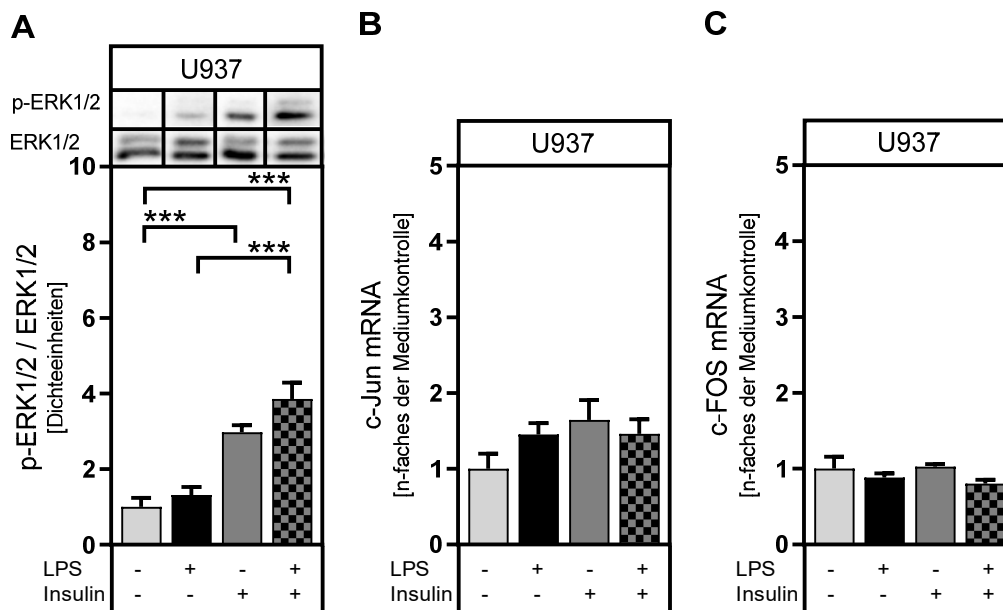 A
U937
p-ERK1/2
ERK1/2
p-ERK1/2 / ERK1/2
[Dichteeinheiten]
10
8
6
4
2
0
***
***
***
LPS - + - +
Insulin - - + +
B
U937
c-Jun mRNA
[n-faches der Mediumkontrolle]
5
4
3
2
1
0
LPS - + - +
Insulin - - + +
C
U937
c-FOS mRNA
[n-faches der Mediumkontrolle]
5
4
3
2
1
0
LPS - + - +
Insulin - - + +